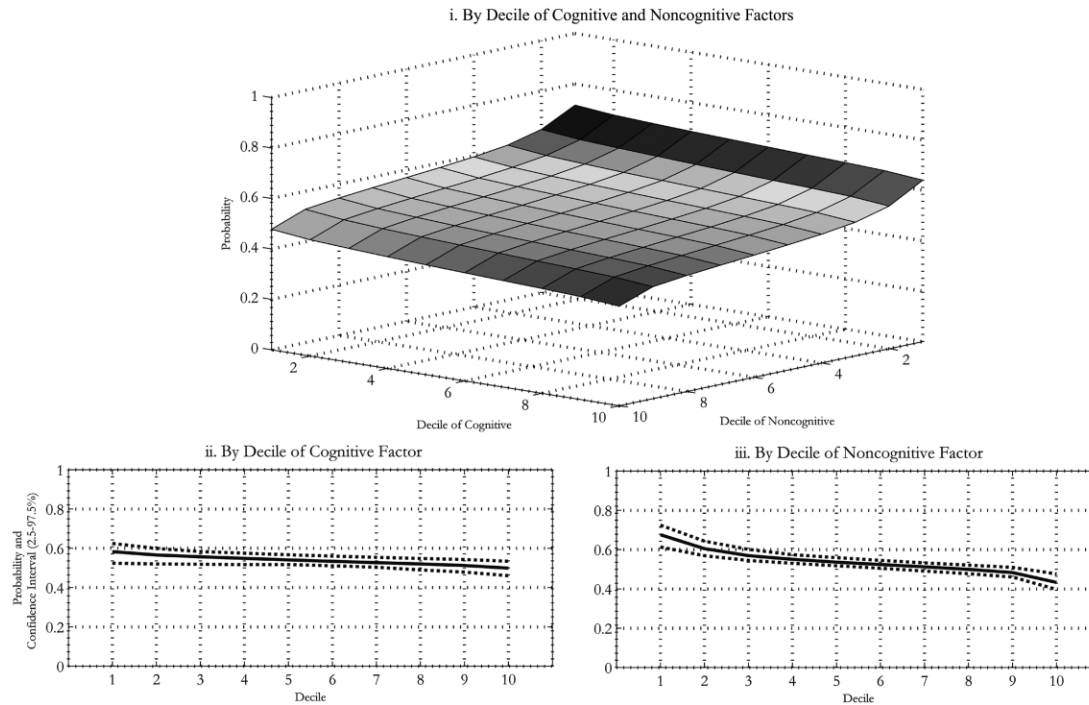 i. By Decile of Cognitive and Noncognitive Factors
1
0.8
0.6
0.4
0.2
0
Probability
2
4
6
8
10
Decile of Cognitive
10
8
6
4
2
Decile of Noncognitive
ii. By Decile of Cognitive Factor
Probability and
Confidence Interval (2.5-97.5%)
1
0.8
0.6
0.4
0.2
0
1 2 3 4 5 6 7 8 9 10
Decile
iii. By Decile of Noncognitive Factor
1
0.8
0.6
0.4
0.2
0
1 2 3 4 5 6 7 8 9 10
Decile